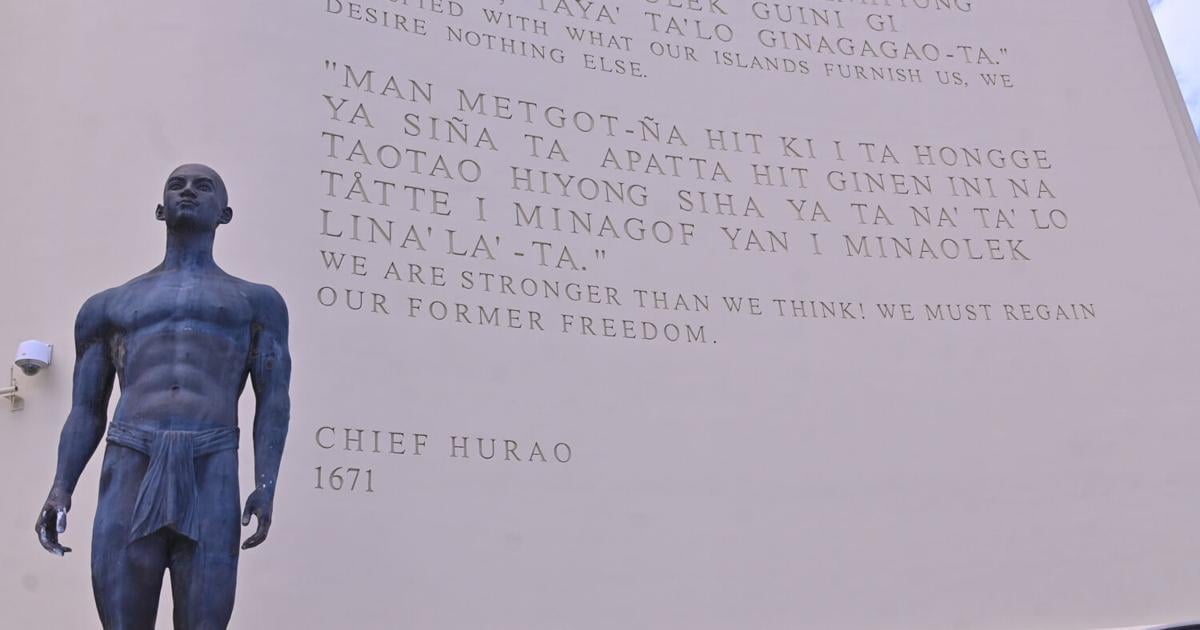 GUINI GI
TAYA' TA'LO GINAGAGAO-TA."
WITH WHAT OUR ISLANDS FURNISH US, WE
DESIRE NOTHING ELSE.
"MAN METGOT-ÑA HIT KI I TA HONGGE
YA SIÑA TA APATTA HIT GINEN INI NA
TAOTAO HIYONG SIHA YA TA NA' TA' LO
TÅTTE I MINAGOF YAN I MINAOLEK
LINA' LA' -TA."
WE ARE STRONGER THAN WE THINK! WE MUST REGAIN
OUR FORMER FREEDOM.
CHIEF HURAO
1671